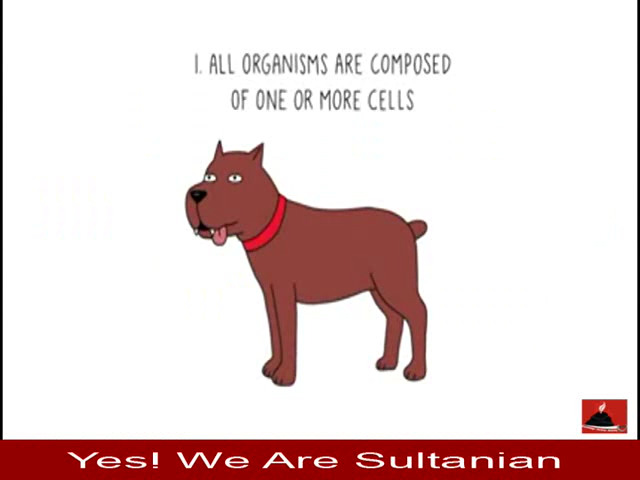 1. ALL ORGANISMS ARE COMPOSED
OF ONE OR MORE CELLS
Yes! We Are Sultanian